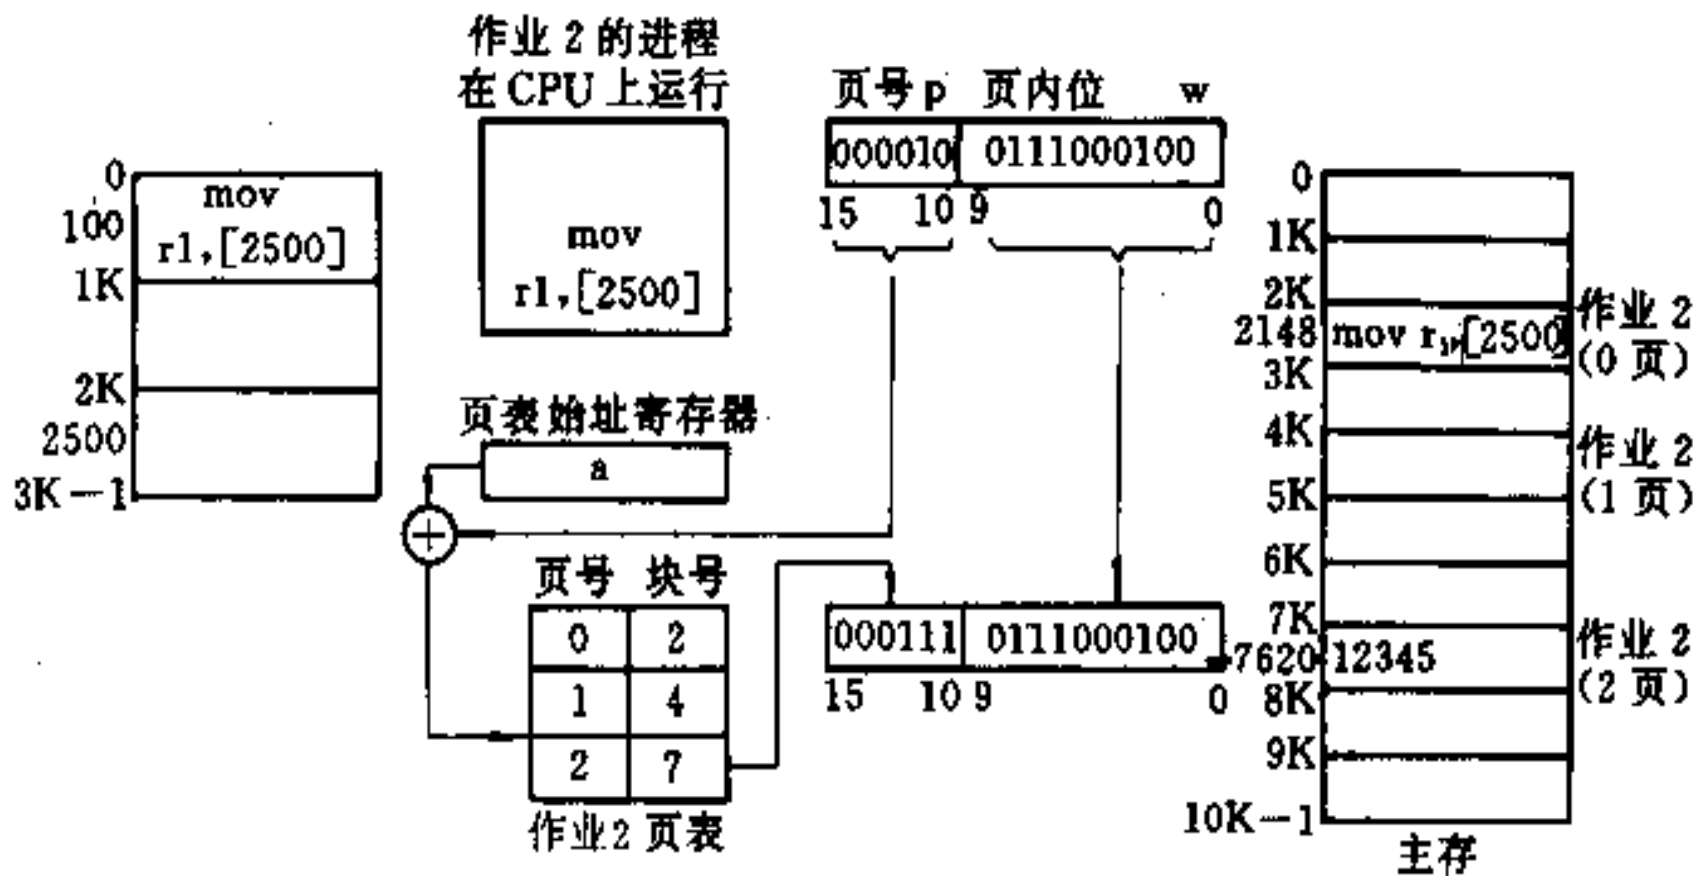 作业 2 的进程
在 CPU 上运行
页号 p 页内位 w
000010 0111000100
15 10 9 0
0
100
1K
2K
2500
3K－1
mov
r1,[2500]
mov
r1,[2500]
页表始址寄存器
a
+
页号 块号
0 2
1 4
2 7
作业2 页表
000111 0111000100
15 10 9 0
0
1K
2K
2148 mov r₁,[2500]
3K
4K
5K
6K
7K
7620 12345
8K
9K
10K－1
主存
作业 2
(0 页)
作业 2
(1 页)
作业 2
(2 页)